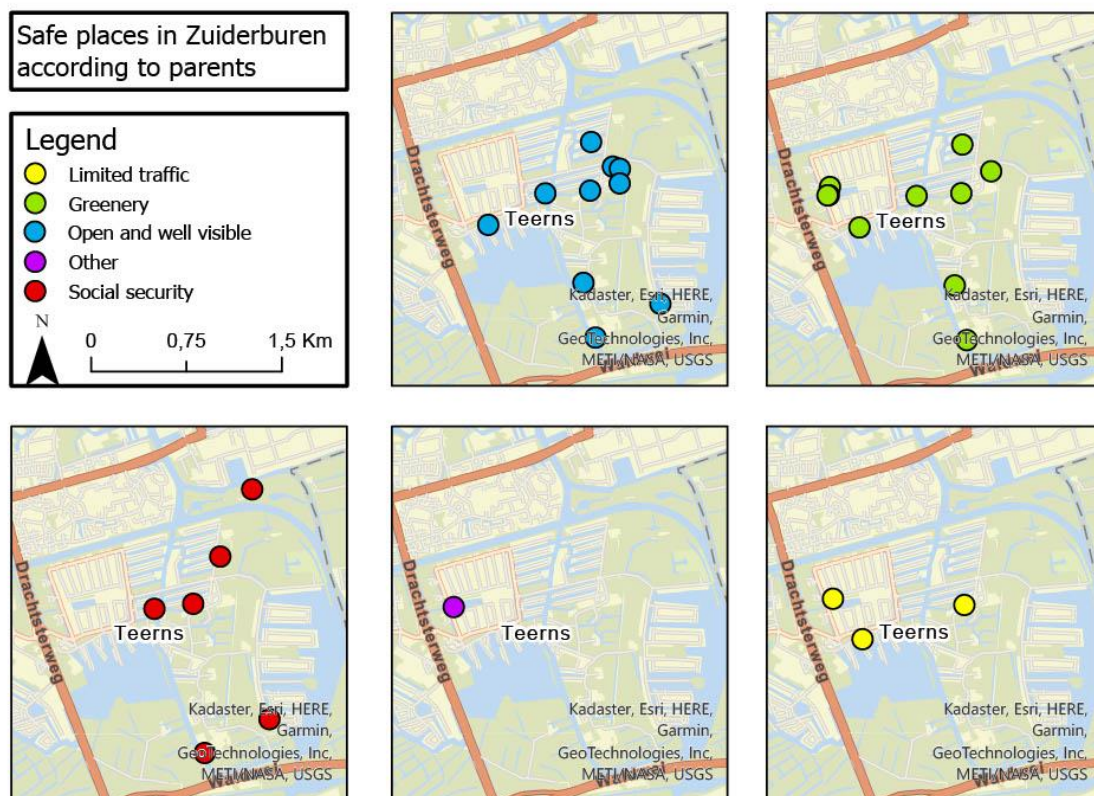 Safe places in Zuiderburen
according to parents
Legend
Limited traffic
Greenery
Open and well visible
Other
Social security
N
0
0,75
1,5 Km
Drachtsterweg
Teerns
Kadaster, Esri, HERE,
Garmin,
GeoTechnologies, Inc,
METI/NASA, USGS
Drachtsterweg
Teerns
Kadaster, Esri, HERE,
Garmin,
GeoTechnologies, Inc,
METI/NASA, USGS
Drachtsterweg
Teerns
Kadaster, Esri, HERE,
Garmin,
GeoTechnologies, Inc,
METI/NASA, USGS
Drachtsterweg
Teerns
Kadaster, Esri, HERE,
Garmin,
GeoTechnologies, Inc,
METI/NASA, USGS
Drachtsterweg
Teerns
Kadaster, Esri, HERE,
Garmin,
GeoTechnologies, Inc,
METI/NASA, USGS